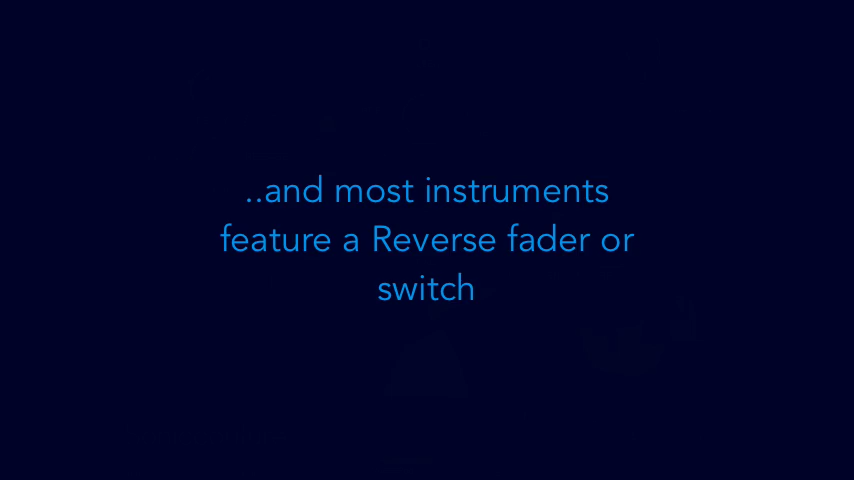 ..and most instruments
feature a Reverse fader or
switch